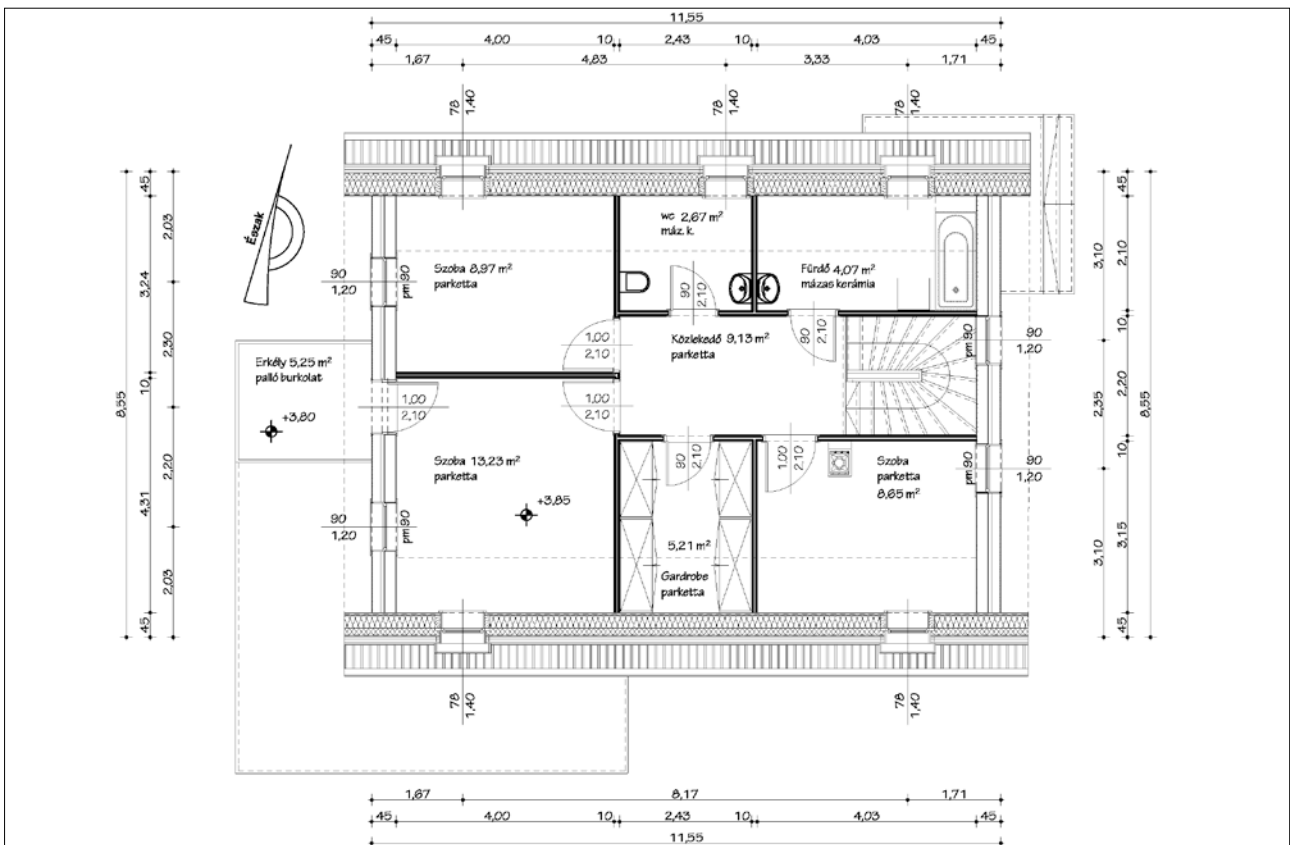 11,55
45 4,00 10 2,43 10 4,03 45
1,67 4,83 3,33 1,71
78 1,40
78 1,40
78 1,40
Észak
wc 2,67 m²
máz. k.
Szoba 8,97 m²
parketta
Fürdő 4,07 m²
mázas kerámia
90 2,10
90 1,20 pm 90
1,00
2,10
Közlekedő 9,13 m²
parketta
90 2,10
90 1,20 pm 90
Erkély 5,25 m²
palló burkolat
+3,80
1,00
2,10
1,00
2,10
Szoba 13,23 m²
parketta
+3,85
90 2,10
1,00 2,10
Szoba
parketta
8,65 m²
90 1,20 pm 90
90 1,20 pm 90
5,21 m²
Gardrobe
parketta
8,55
45 3,24 10 4,31 45
2,03 2,30 2,20 2,03
3,10 2,35 3,10
45 2,10 10 2,20 10 3,15 45
8,55
78 1,40
78 1,40
1,67 8,17 1,71
45 4,00 10 2,43 10 4,03 45
11,55